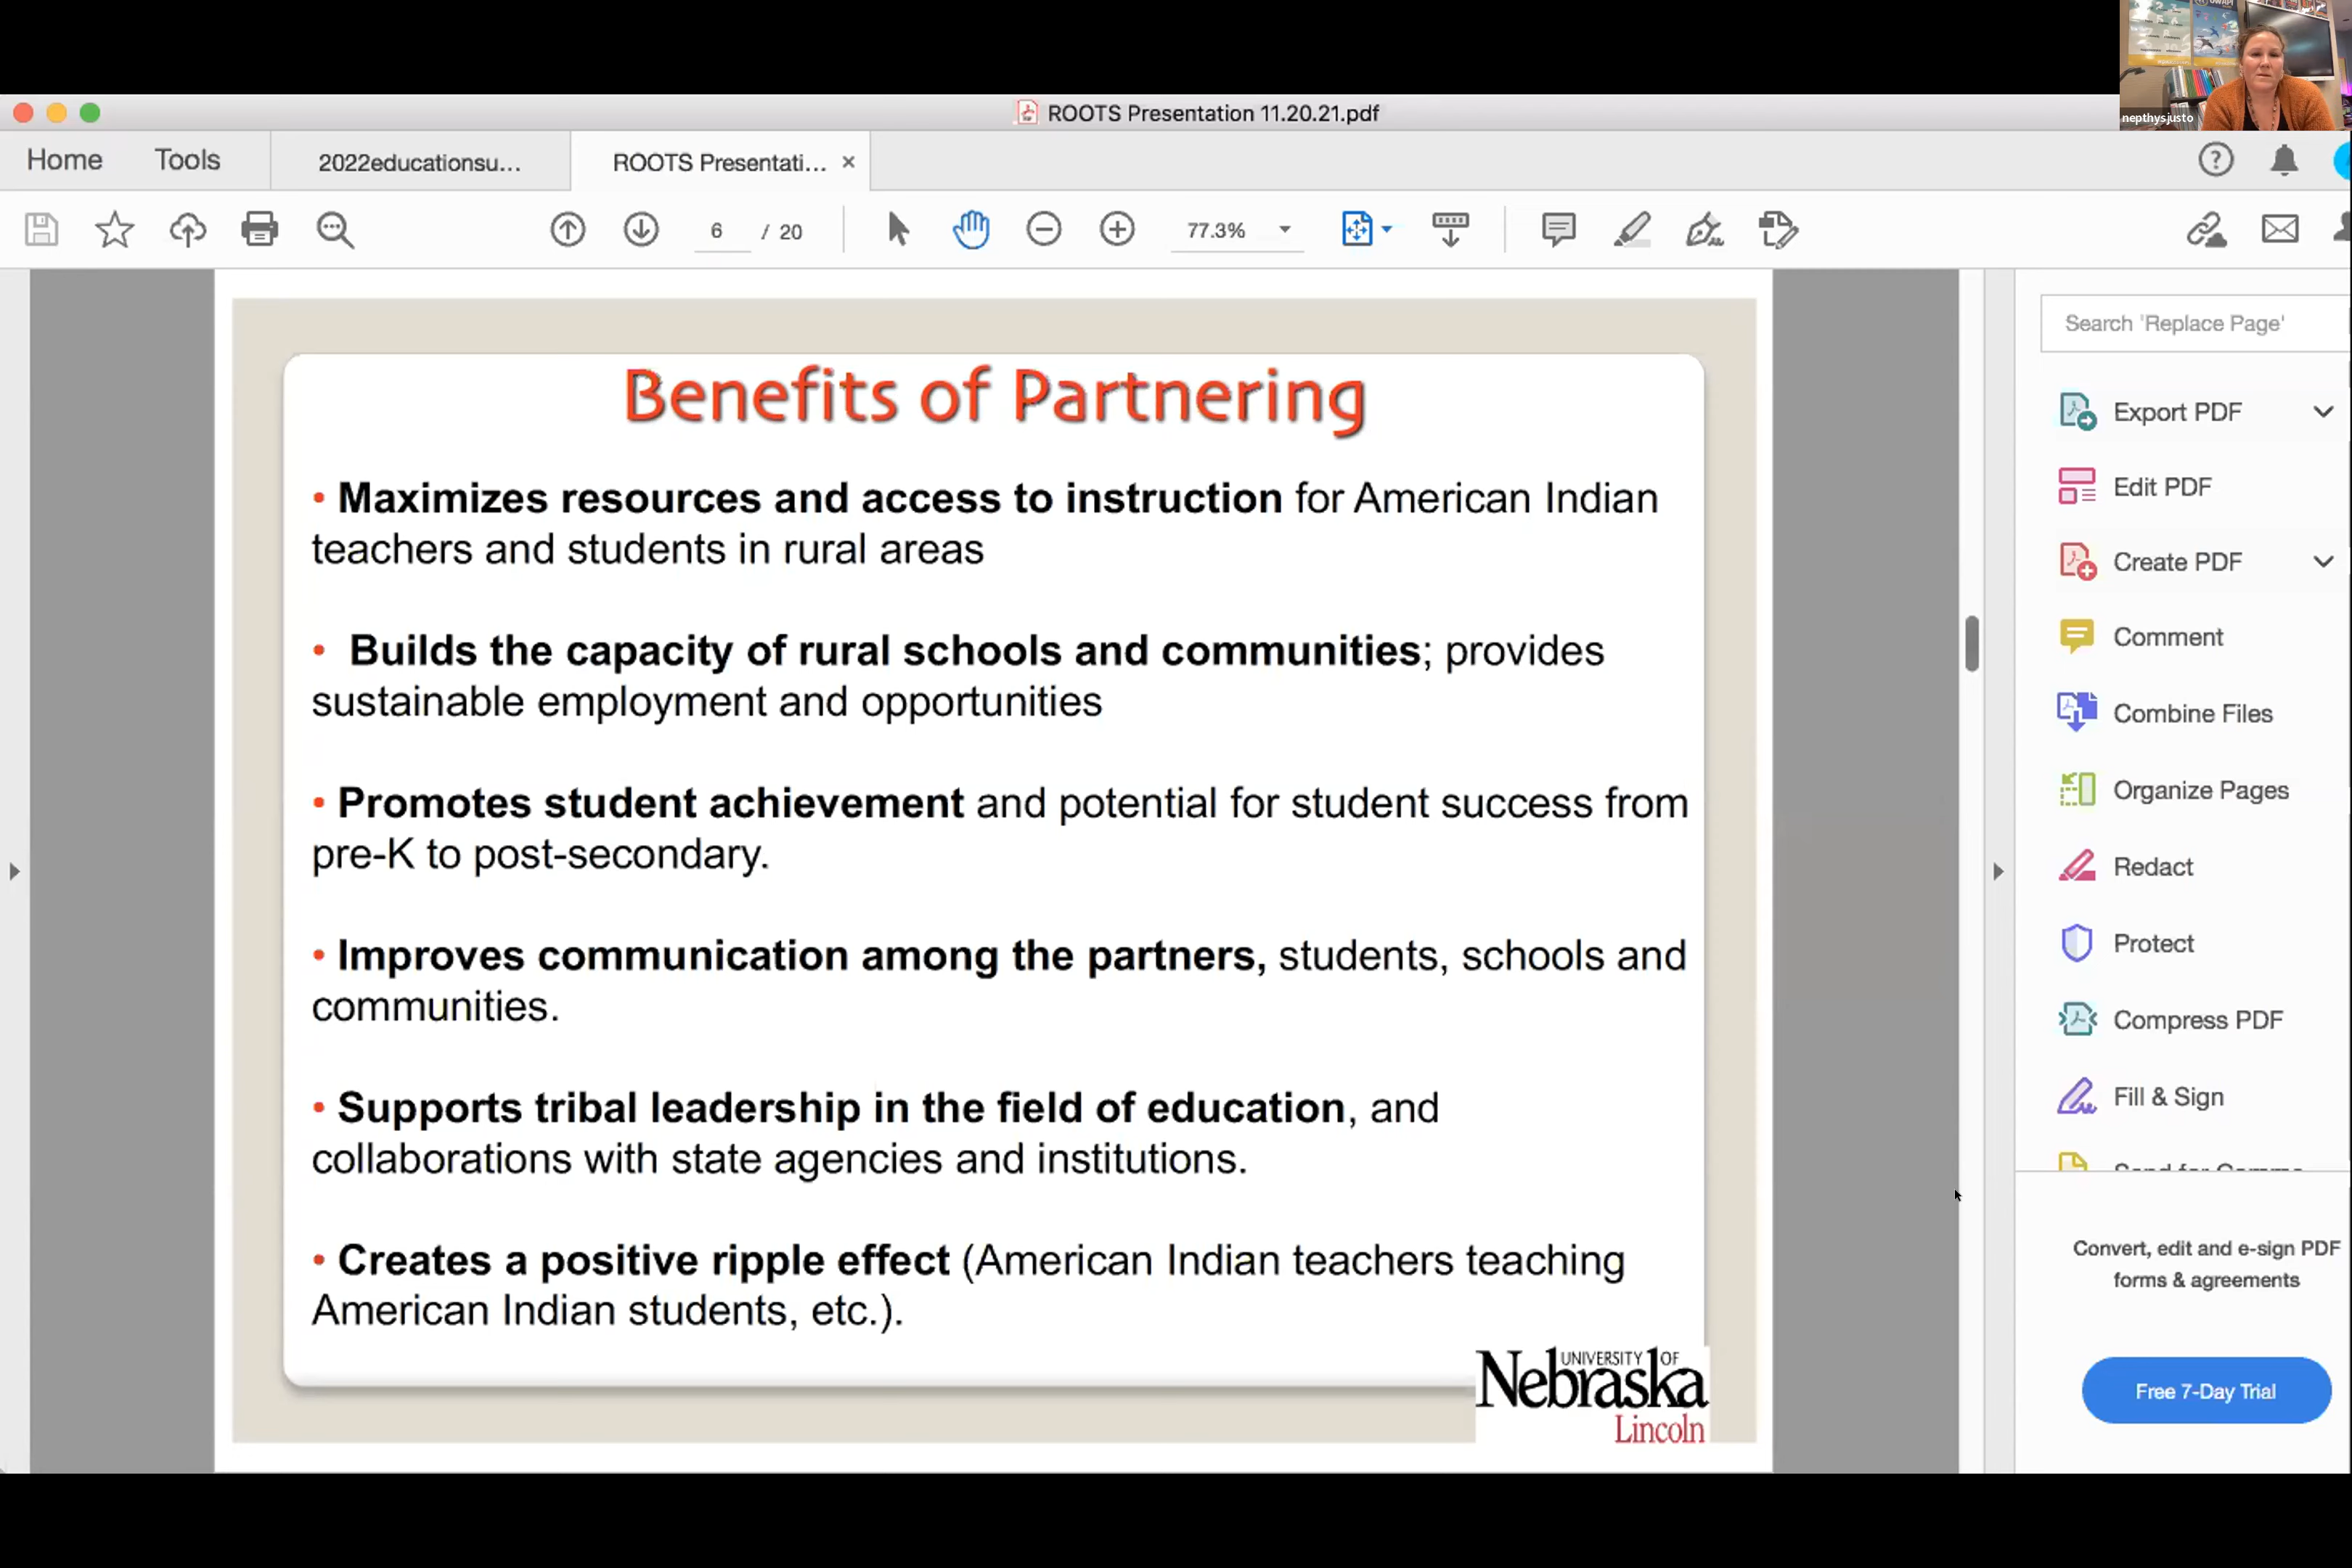 nepthysjusto
ROOTS Presentation 11.20.21.pdf
Home
Tools
2022educationsu...
ROOTS Presentati...
6 / 20
77.3%
Benefits of Partnering
• Maximizes resources and access to instruction for American Indian
teachers and students in rural areas
• Builds the capacity of rural schools and communities; provides
sustainable employment and opportunities
• Promotes student achievement and potential for student success from
pre-K to post-secondary.
• Improves communication among the partners, students, schools and
communities.
• Supports tribal leadership in the field of education, and
collaborations with state agencies and institutions.
• Creates a positive ripple effect (American Indian teachers teaching
American Indian students, etc.).
UNIVERSITY OF
Nebraska
Lincoln
Search 'Replace Page'
Export PDF
Edit PDF
Create PDF
Comment
Combine Files
Organize Pages
Redact
Protect
Compress PDF
Fill & Sign
Convert, edit and e-sign PDF
forms & agreements
Free 7-Day Trial